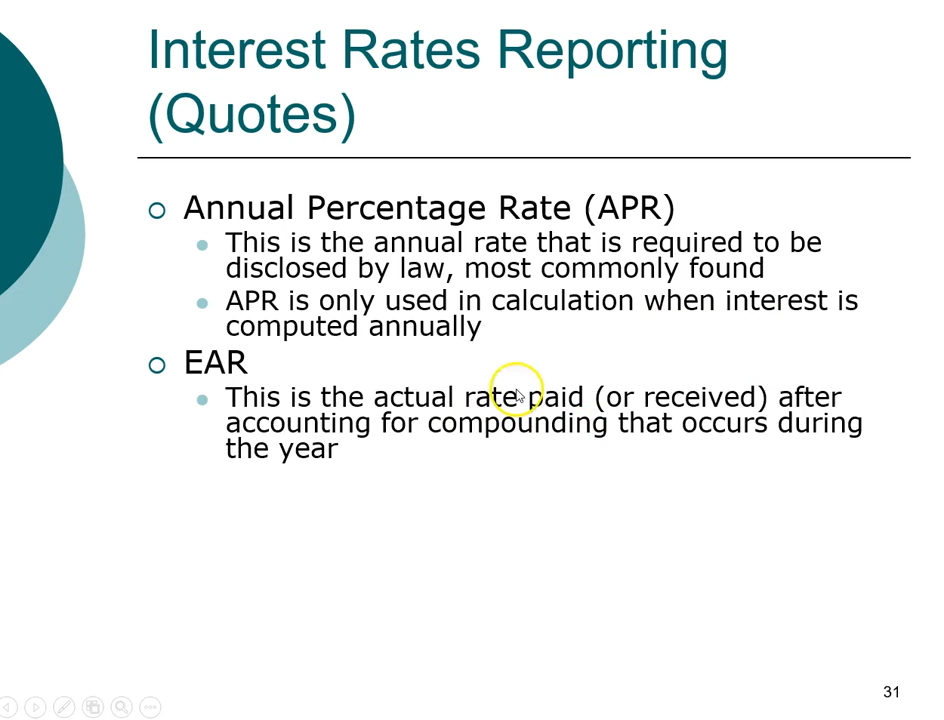 Interest Rates Reporting
(Quotes)
Annual Percentage Rate (APR)
This is the annual rate that is required to be
disclosed by law, most commonly found
APR is only used in calculation when interest is
computed annually
EAR
This is the actual rate paid (or received) after
accounting for compounding that occurs during
the year
31